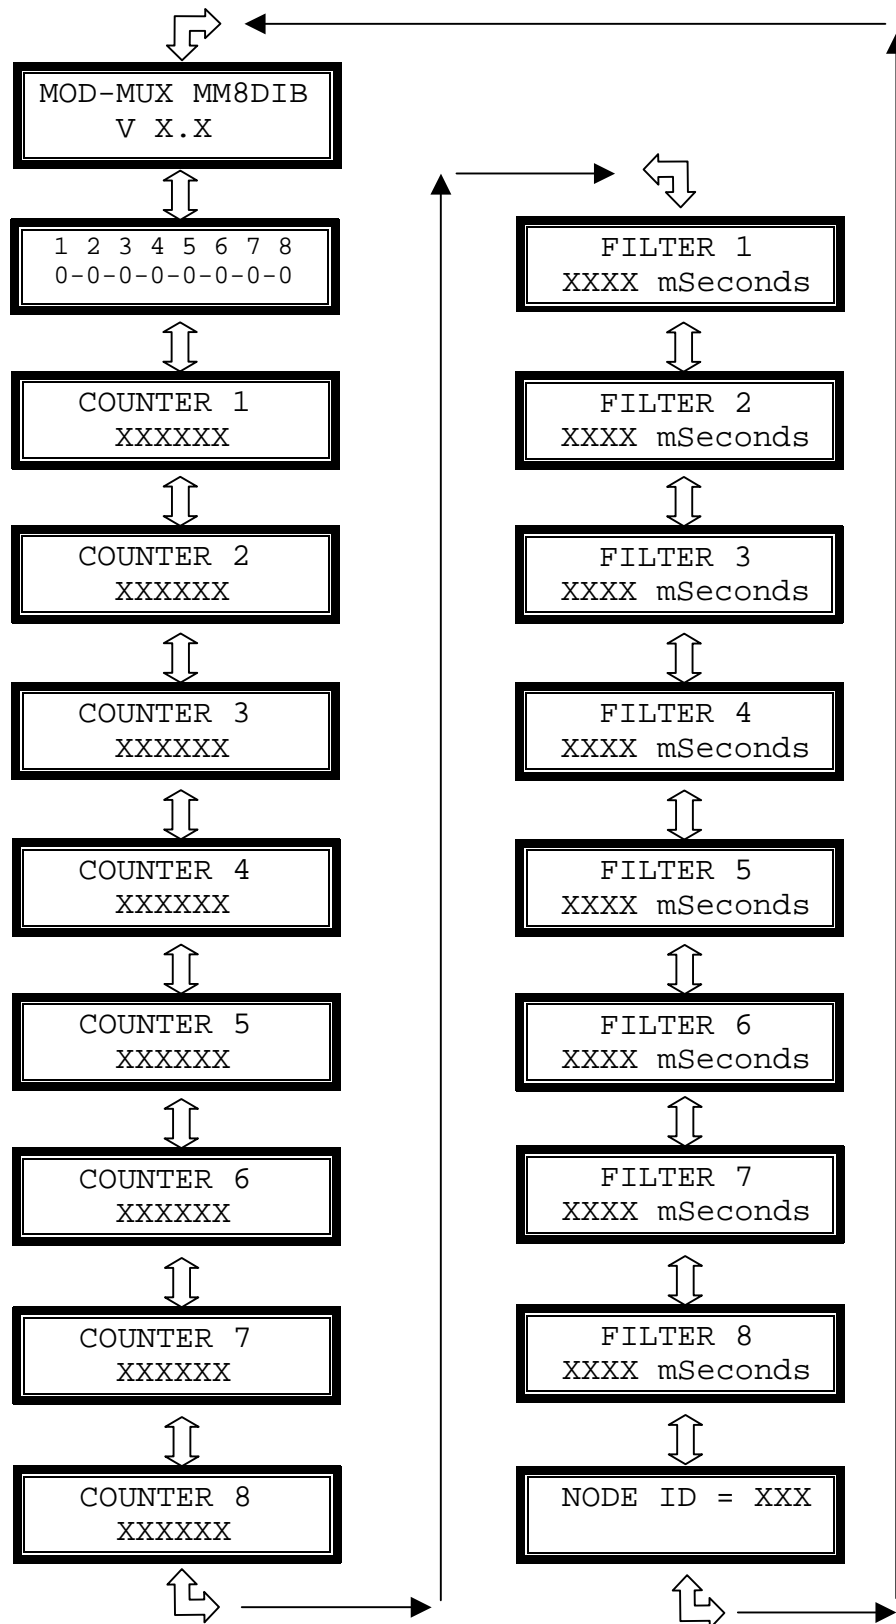 MOD-MUX MM8DIB
V X.X
1 2 3 4 5 6 7 8
0-0-0-0-0-0-0-0
COUNTER 1
XXXXXX
COUNTER 2
XXXXXX
COUNTER 3
XXXXXX
COUNTER 4
XXXXXX
COUNTER 5
XXXXXX
COUNTER 6
XXXXXX
COUNTER 7
XXXXXX
COUNTER 8
XXXXXX
FILTER 1
XXXX mSeconds
FILTER 2
XXXX mSeconds
FILTER 3
XXXX mSeconds
FILTER 4
XXXX mSeconds
FILTER 5
XXXX mSeconds
FILTER 6
XXXX mSeconds
FILTER 7
XXXX mSeconds
FILTER 8
XXXX mSeconds
NODE ID = XXX